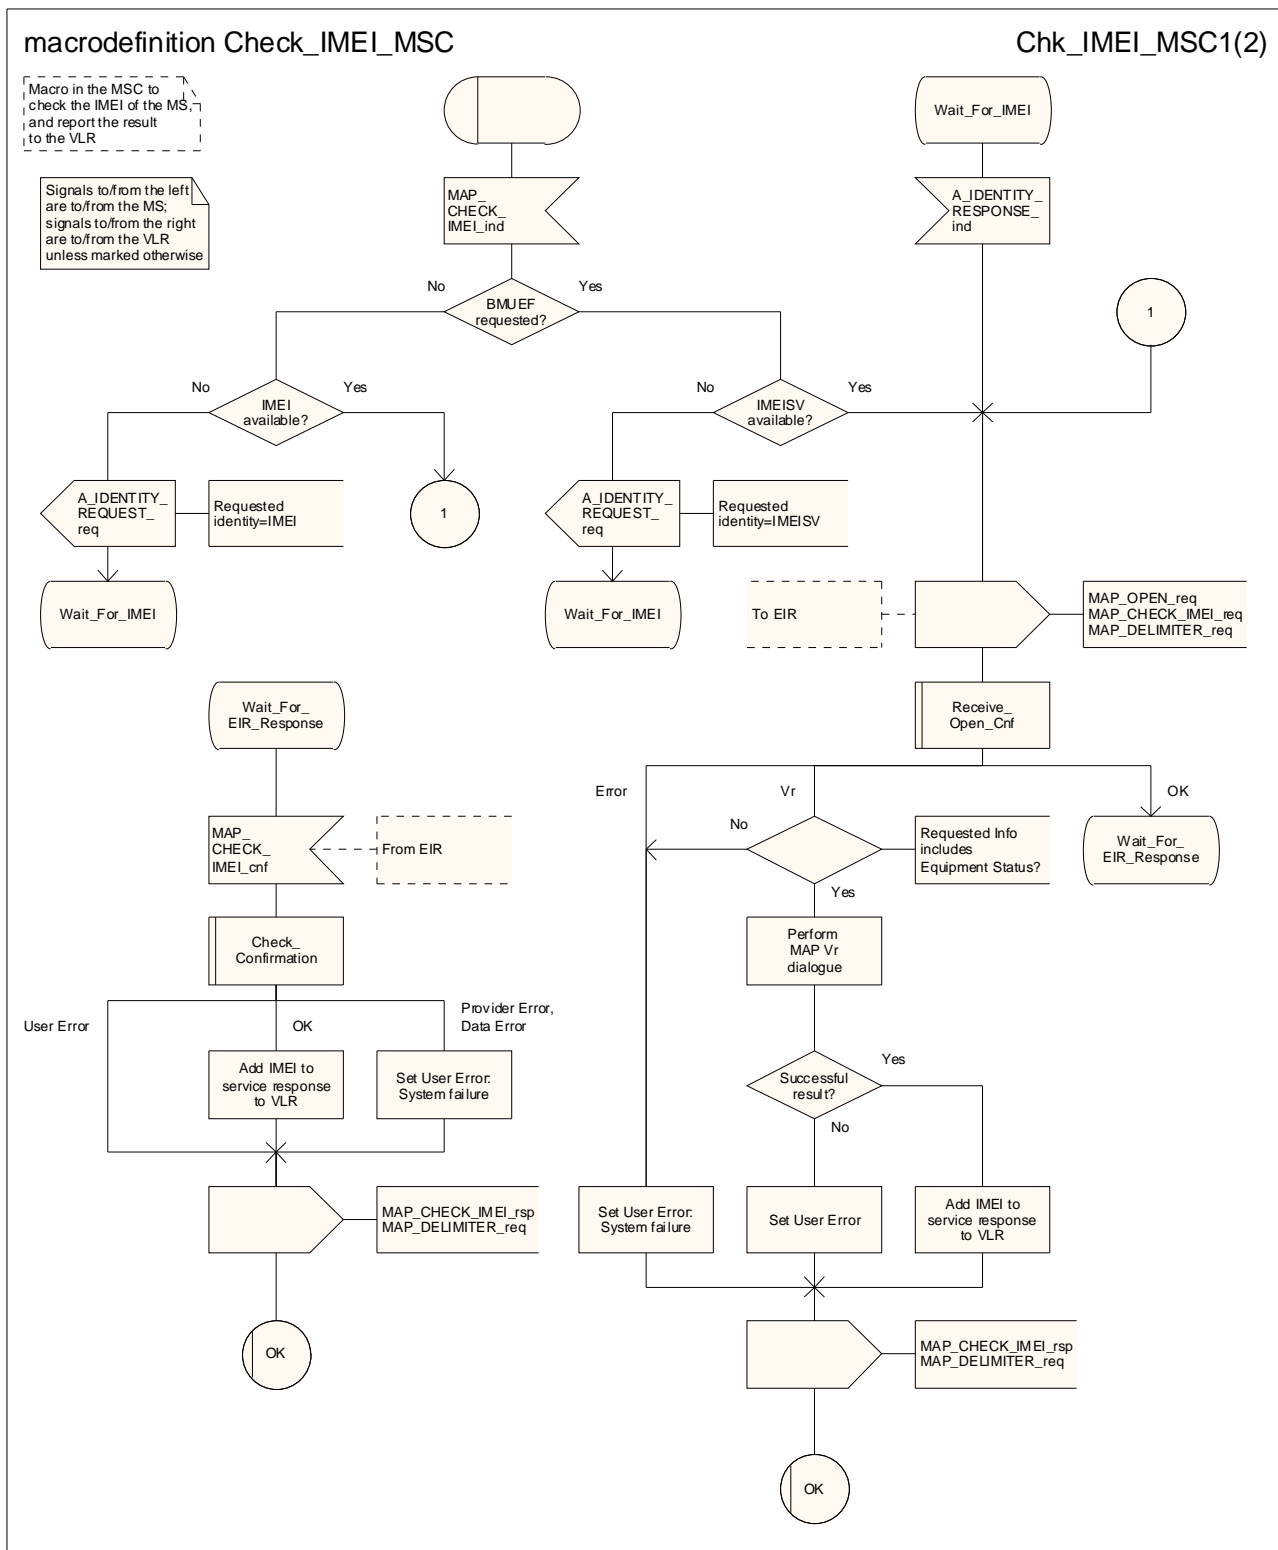 macrodefinition Check_IMEI_MSC
Chk_IMEI_MSC1(2)
Macro in the MSC to
check the IMEI of the MS,
and report the result
to the VLR
Signals to/from the left
are to/from the MS;
signals to/from the right
are to/from the VLR
unless marked otherwise
MAP_
CHECK_
IMEI_ind
Wait_For_IMEI
A_IDENTITY_
RESPONSE_
ind
No
Yes
BMUEF
requested?
1
No
Yes
IMEI
available?
No
Yes
IMEISV
available?
A_IDENTITY_
REQUEST_
req
Requested
identity=IMEI
1
A_IDENTITY_
REQUEST_
req
Requested
identity=IMEISV
Wait_For_IMEI
Wait_For_IMEI
To EIR
MAP_OPEN_req
MAP_CHECK_IMEI_req
MAP_DELIMITER_req
Wait_For_
EIR_Response
Receive_
Open_Cnf
Error
Vr
OK
MAP_
CHECK_
IMEI_cnf
From EIR
No
Yes
Requested Info
includes
Equipment Status?
Wait_For_
EIR_Response
Check_
Confirmation
Perform
MAP Vr
dialogue
User Error
OK
Provider Error,
Data Error
Add IMEI to
service response
to VLR
Set User Error:
System failure
Successful
result?
Yes
No
MAP_CHECK_IMEI_rsp
MAP_DELIMITER_req
Set User Error:
System failure
Set User Error
Add IMEI to
service response
to VLR
OK
MAP_CHECK_IMEI_rsp
MAP_DELIMITER_req
OK